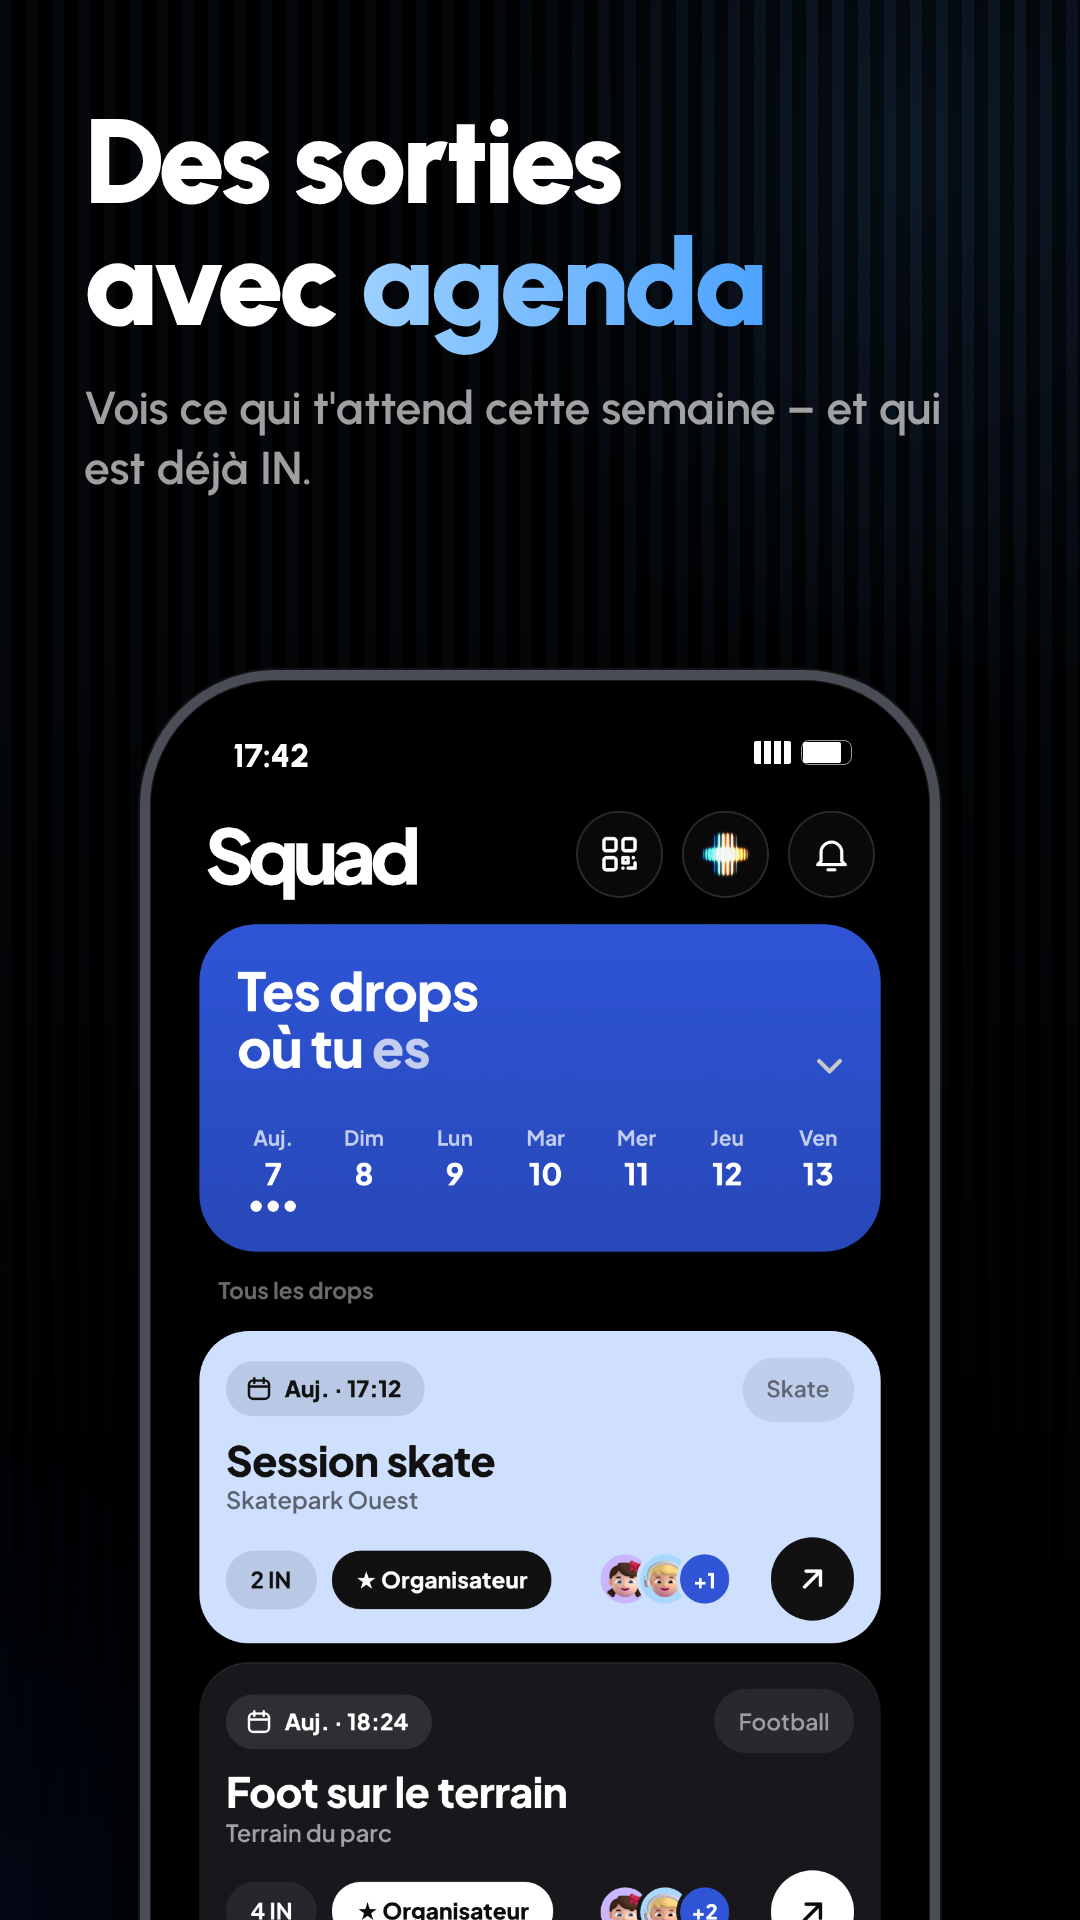 Des sorties
avec agenda
Vois ce qui t'attend cette semaine – et qui
est déjà IN.
17:42
Squad
Tes drops
où tu es
Auj. Dim Lun Mar Mer Jeu Ven
7 8 9 10 11 12 13
Tous les drops
Auj. · 17:12 Skate
Session skate
Skatepark Ouest
2 IN ★ Organisateur +1
Auj. · 18:24 Football
Foot sur le terrain
Terrain du parc
4 IN ★ Organisateur +2